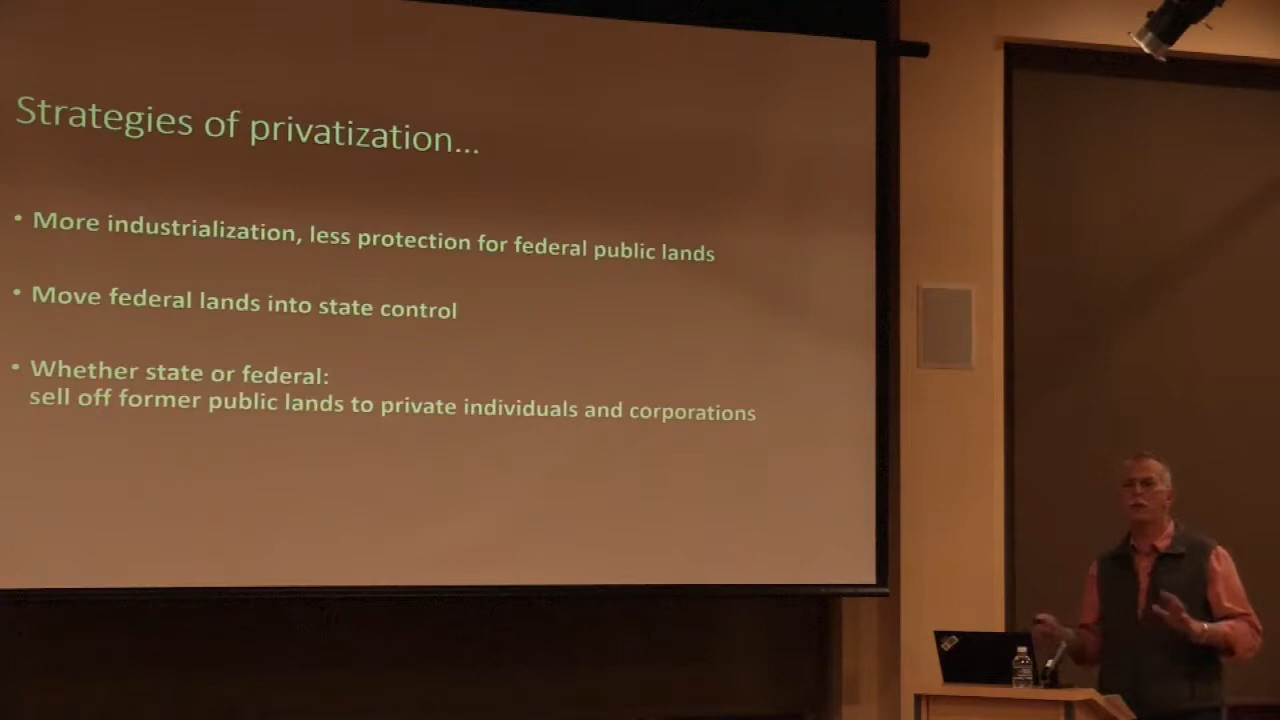 Strategies of privatization...
• More industrialization, less protection for federal public lands
• Move federal lands into state control
• Whether state or federal:
sell off former public lands to private individuals and corporations